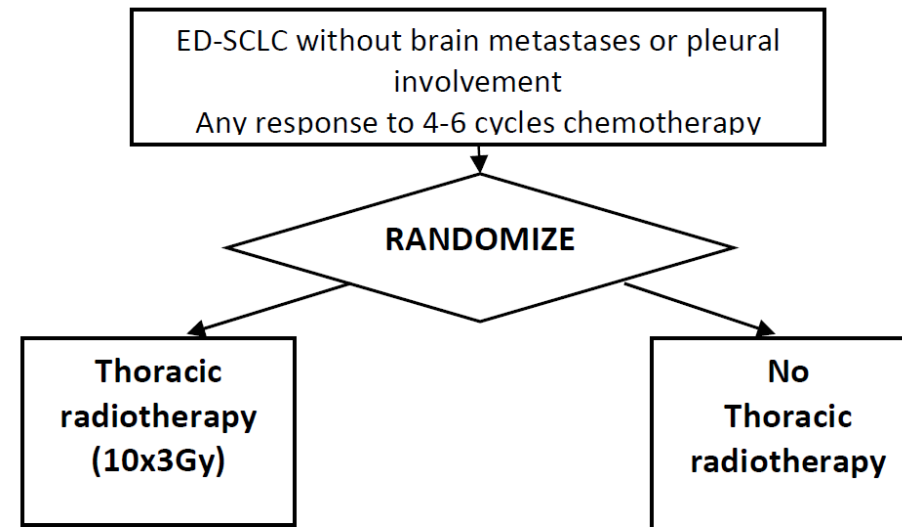 ED-SCLC without brain metastases or pleural
involvement
Any response to 4-6 cycles chemotherapy
RANDOMIZE
Thoracic
radiotherapy
(10x3Gy)
No
Thoracic
radiotherapy